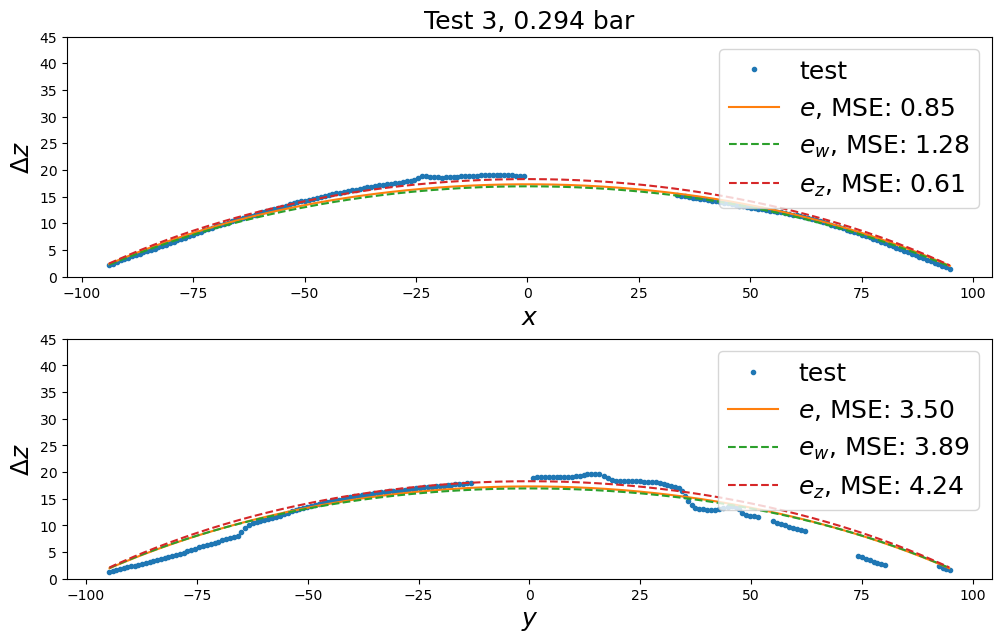 Test 3, 0.294 bar
45
40
35
30
25
20
15
10
5
0
Δz
test
e, MSE: 0.85
e_w, MSE: 1.28
e_z, MSE: 0.61
−100 −75 −50 −25 0 25 50 75 100
x
45
40
35
30
25
20
15
10
5
0
Δz
test
e, MSE: 3.50
e_w, MSE: 3.89
e_z, MSE: 4.24
−100 −75 −50 −25 0 25 50 75 100
y